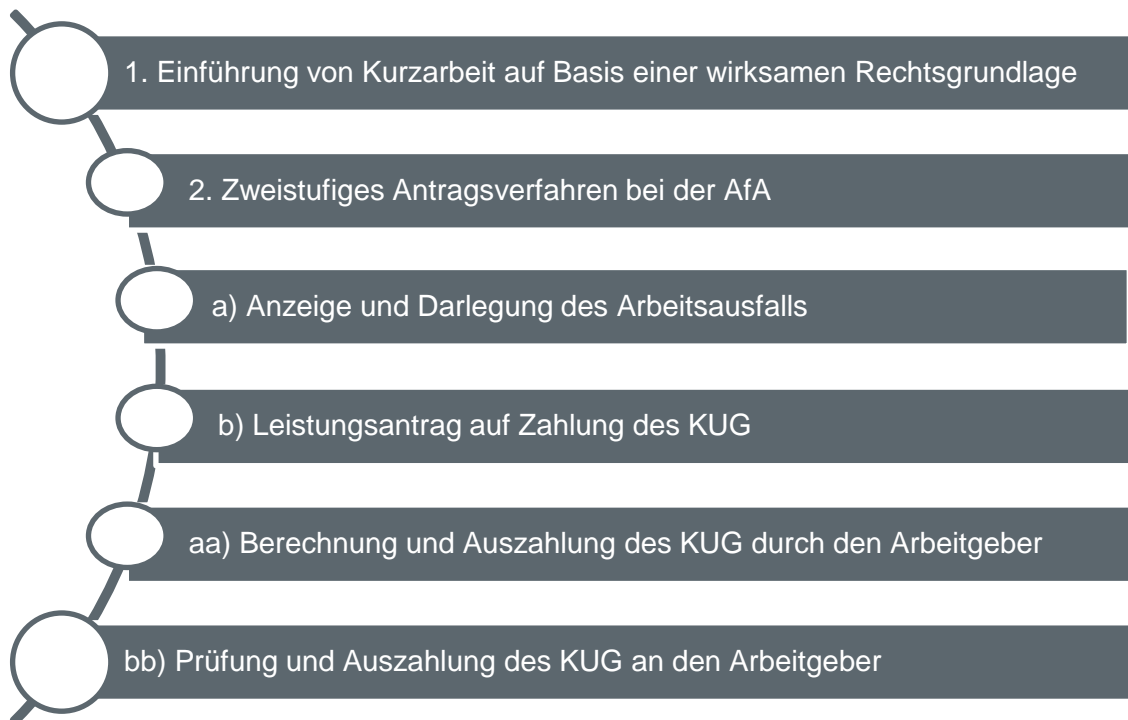 1. Einführung von Kurzarbeit auf Basis einer wirksamen Rechtsgrundlage
2. Zweistufiges Antragsverfahren bei der AfA
a) Anzeige und Darlegung des Arbeitsausfalls
b) Leistungsantrag auf Zahlung des KUG
aa) Berechnung und Auszahlung des KUG durch den Arbeitgeber
bb) Prüfung und Auszahlung des KUG an den Arbeitgeber